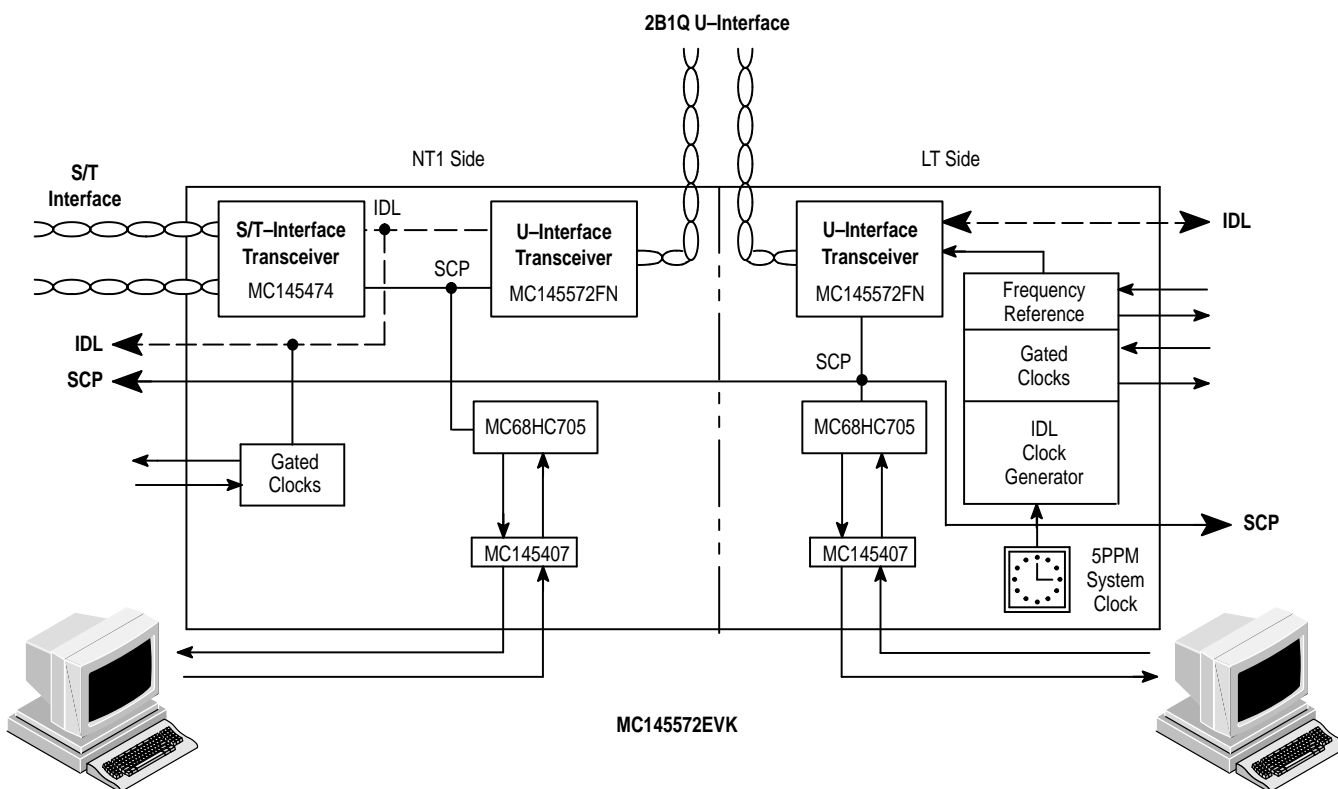 2B1Q U–Interface
NT1 Side
LT Side
S/T
Interface
IDL
S/T–Interface
Transceiver
MC145474
SCP
U–Interface
Transceiver
MC145572FN
U–Interface
Transceiver
MC145572FN
IDL
Frequency
Reference
Gated
Clocks
IDL
Clock
Generator
IDL
SCP
SCP
MC68HC705
MC68HC705
Gated
Clocks
SCP
MC145407
MC145407
5PPM
System
Clock
MC145572EVK